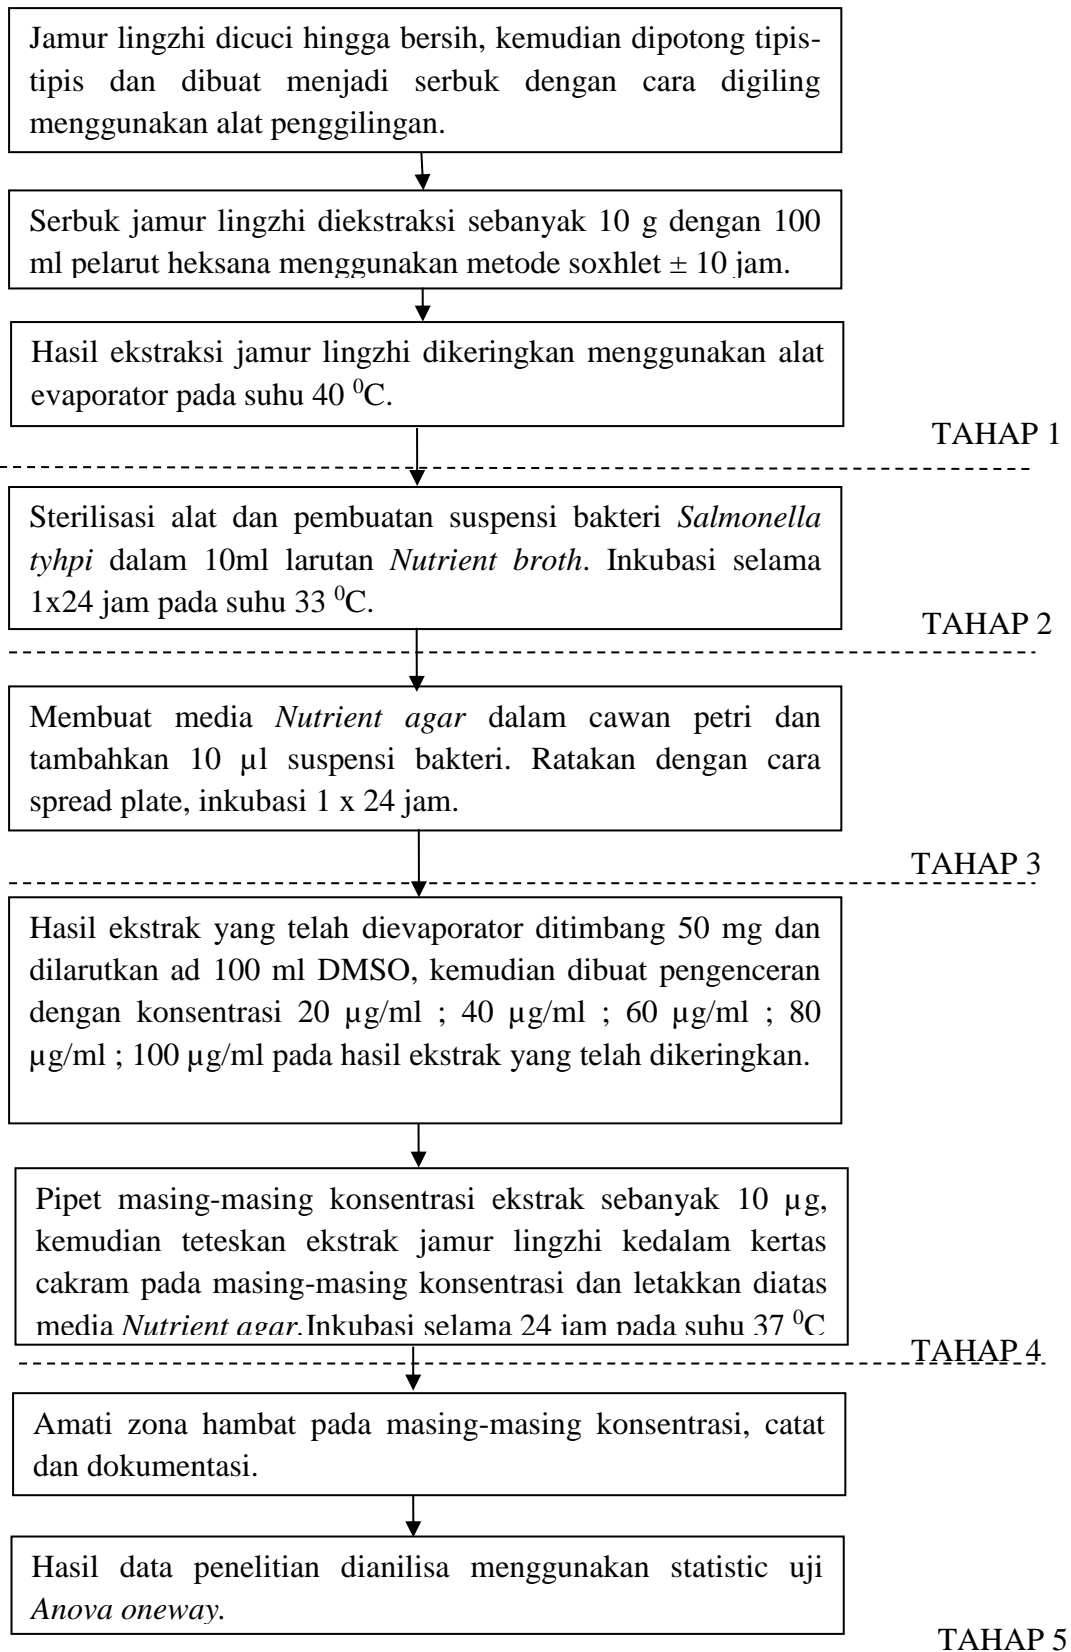 Jamur lingzhi dicuci hingga bersih, kemudian dipotong tipis-
tipis dan dibuat menjadi serbuk dengan cara digiling
menggunakan alat penggilingan.
Serbuk jamur lingzhi diekstraksi sebanyak 10 g dengan 100
ml pelarut heksana menggunakan metode soxhlet ± 10 jam.
Hasil ekstraksi jamur lingzhi dikeringkan menggunakan alat
evaporator pada suhu 40 ⁰C.
TAHAP 1
Sterilisasi alat dan pembuatan suspensi bakteri Salmonella
tyhpi dalam 10ml larutan Nutrient broth. Inkubasi selama
1x24 jam pada suhu 33 ⁰C.
TAHAP 2
Membuat media Nutrient agar dalam cawan petri dan
tambahkan 10 µl suspensi bakteri. Ratakan dengan cara
spread plate, inkubasi 1 x 24 jam.
TAHAP 3
Hasil ekstrak yang telah dievaporator ditimbang 50 mg dan
dilarutkan ad 100 ml DMSO, kemudian dibuat pengenceran
dengan konsentrasi 20 µg/ml ; 40 µg/ml ; 60 µg/ml ; 80
µg/ml ; 100 µg/ml pada hasil ekstrak yang telah dikeringkan.
Pipet masing-masing konsentrasi ekstrak sebanyak 10 µg,
kemudian teteskan ekstrak jamur lingzhi kedalam kertas
cakram pada masing-masing konsentrasi dan letakkan diatas
media Nutrient agar.Inkubasi selama 24 jam pada suhu 37 ⁰C
TAHAP 4
Amati zona hambat pada masing-masing konsentrasi, catat
dan dokumentasi.
Hasil data penelitian dianilisa menggunakan statistic uji
Anova oneway.
TAHAP 5